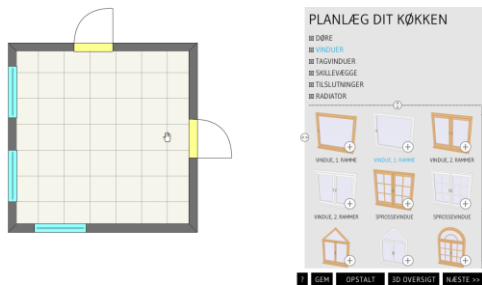 PLANLÆG DIT KØKKEN
DØRE
VINDUER
TAGVINDUER
SKILLEVÆGGE
TILSLUTNINGER
RADIATOR
VINDUE, 1. RAMME
VINDUE, 1. RAMME
VINDUE, 2. RAMMER
VINDUE, 2. RAMMER
SPROSSEVINDUE
SPROSSEVINDUE
? GEM OPSTALT 3D OVERSIGT NÆSTE >>